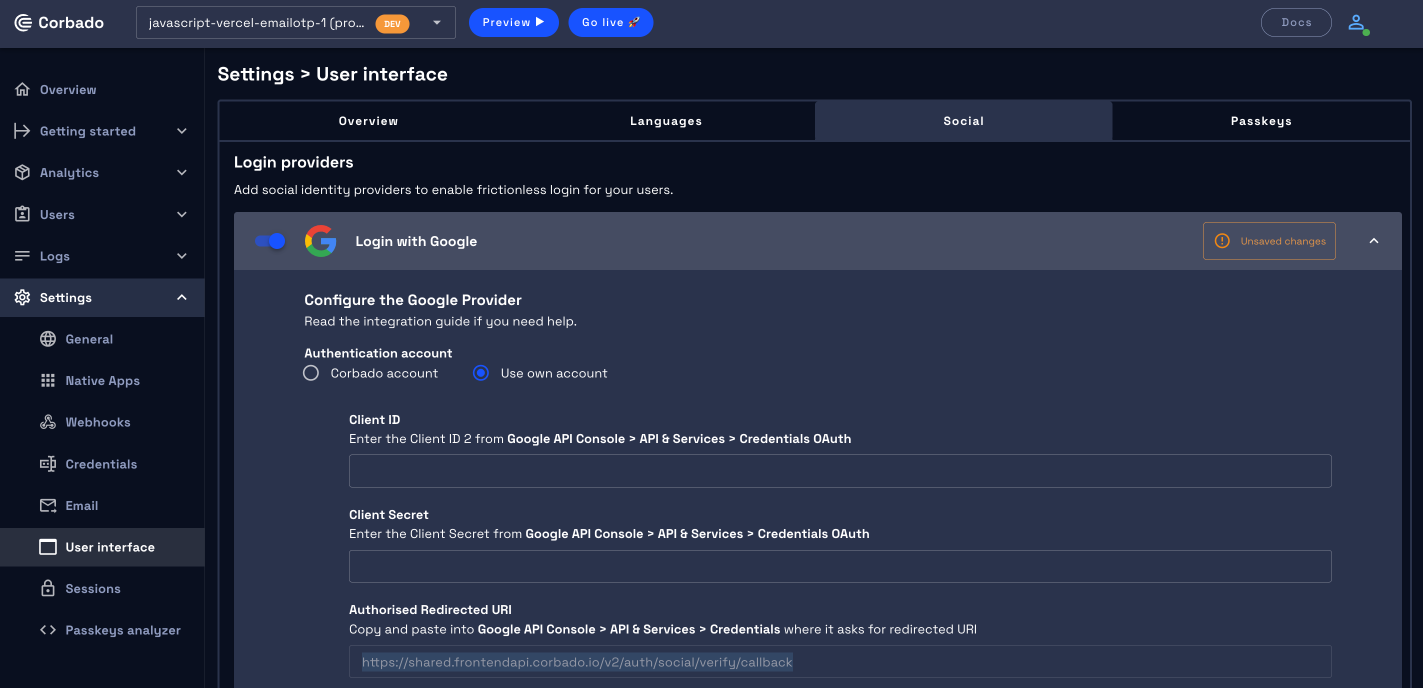 Corbado
javascript-vercel-emailotp-1 (pro...
DEV
Preview
Go live 🚀
Docs
Overview
Getting started
Analytics
Users
Logs
Settings
General
Native Apps
Webhooks
Credentials
Email
User interface
Sessions
Passkeys analyzer
Settings > User interface
Overview
Languages
Social
Passkeys
Login providers
Add social identity providers to enable frictionless login for your users.
Login with Google
Unsaved changes
Configure the Google Provider
Read the integration guide if you need help.
Authentication account
Corbado account
Use own account
Client ID
Enter the Client ID 2 from Google API Console > API & Services > Credentials OAuth
Client Secret
Enter the Client Secret from Google API Console > API & Services > Credentials OAuth
Authorised Redirected URI
Copy and paste into Google API Console > API & Services > Credentials where it asks for redirected URI
https://shared.frontendapi.corbado.io/v2/auth/social/verify/callback